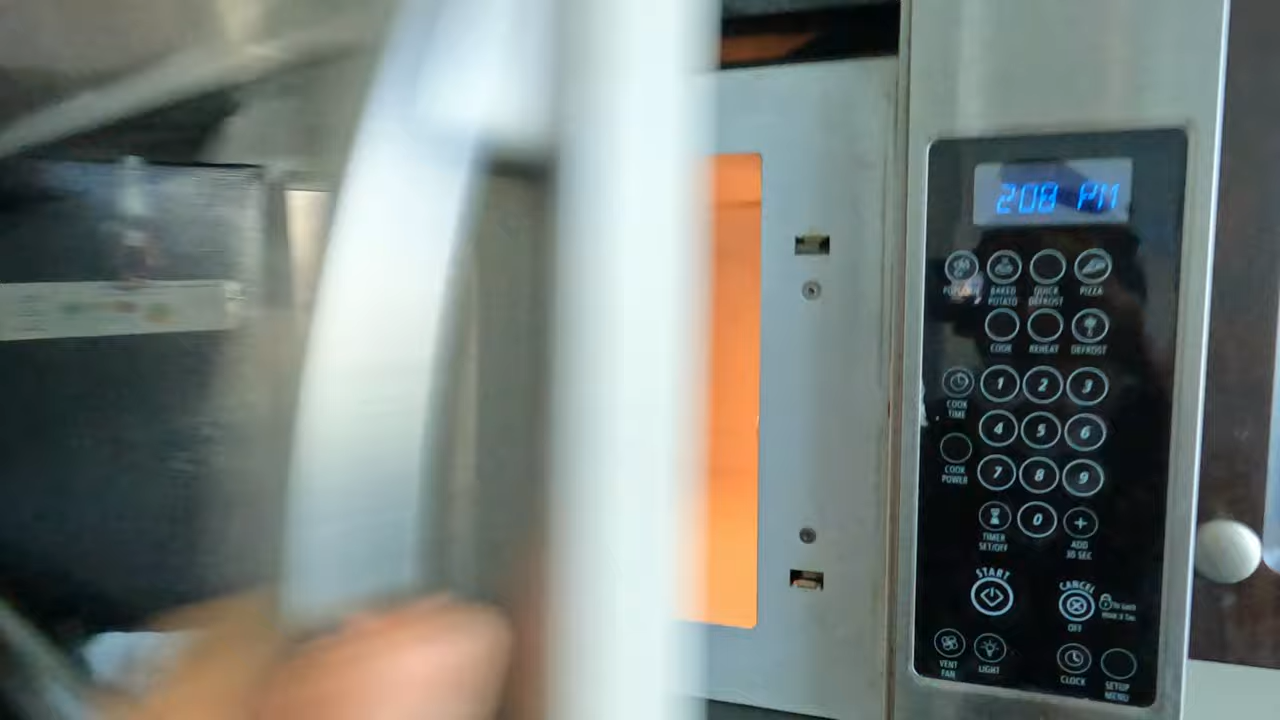 2:08 PM
POPCORN
BAKED POTATO
QUICK DEFROST
PIZZA
COOK
REHEAT
DEFROST
COOK TIME
1 2 3
4 5 6
COOK POWER
7 8 9
0
TIMER SET/OFF
ADD 30 SEC
START
CANCEL
OFF
VENT FAN
LIGHT
CLOCK
SETUP MENU